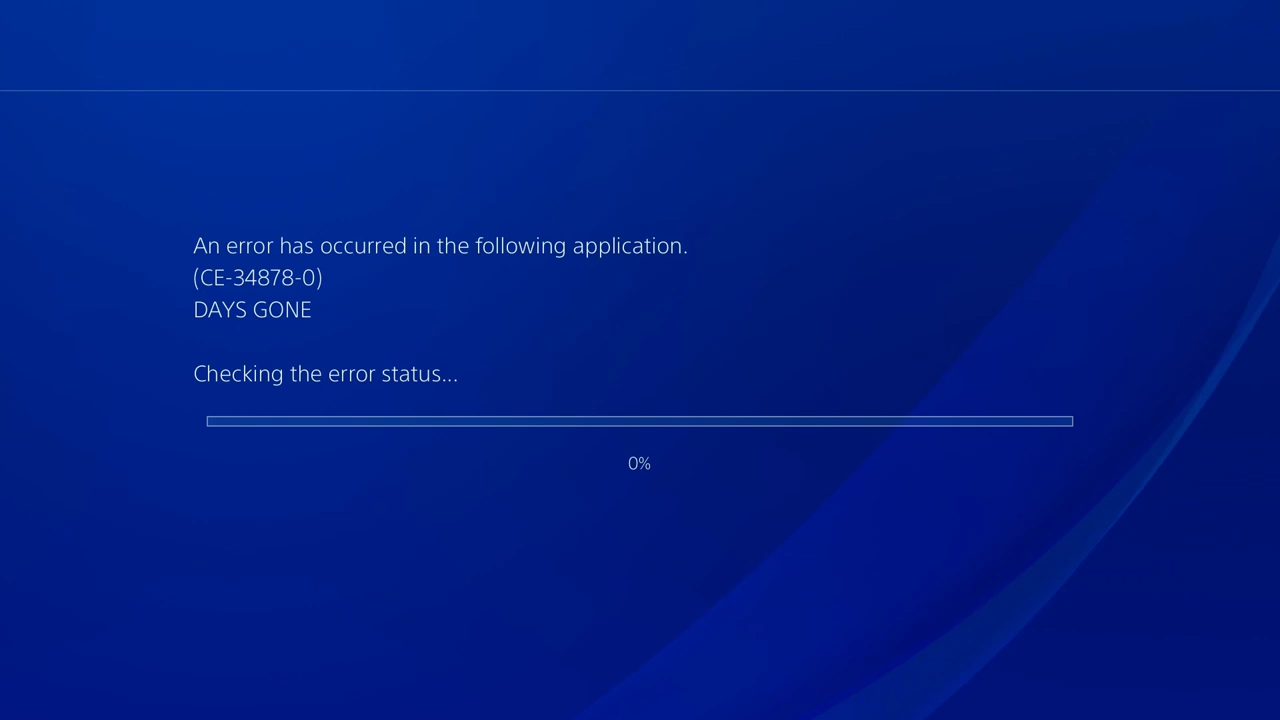 An error has occurred in the following application.
(CE-34878-0)
DAYS GONE
Checking the error status...
0%